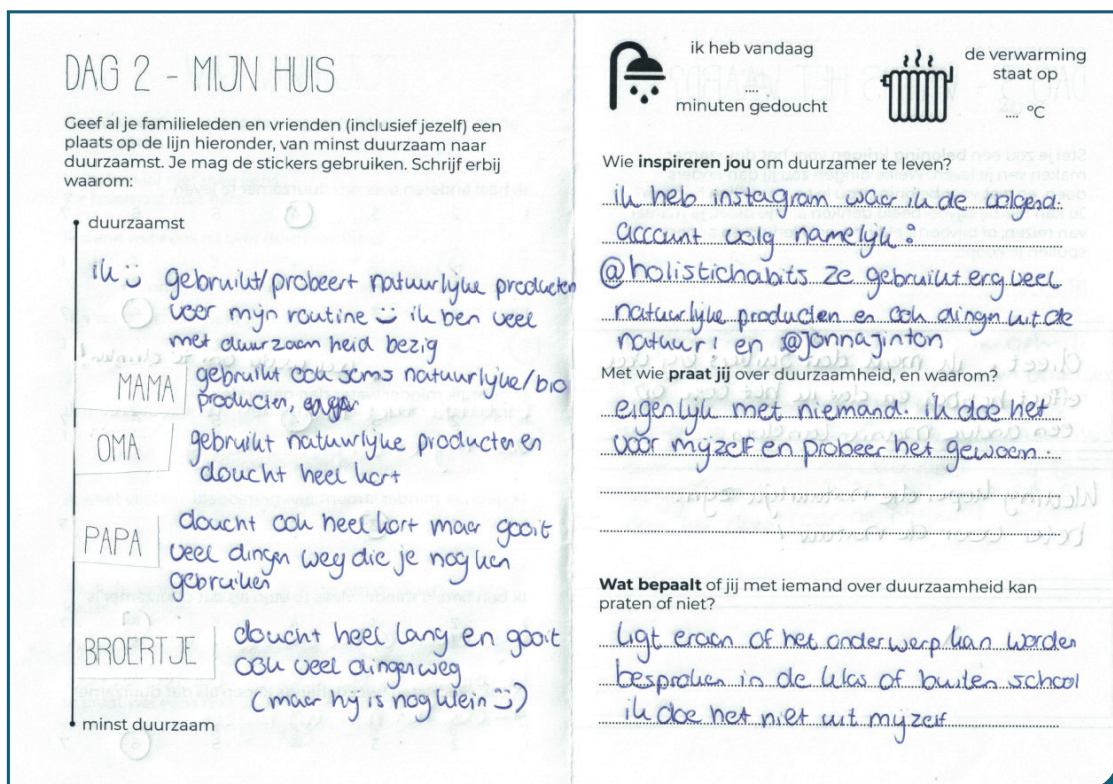 DAG 2 - MIJN HUIS
Geef al je familieleden en vrienden (inclusief jezelf) een
plaats op de lijn hieronder, van minst duurzaam naar
duurzaamst. Je mag de stickers gebruiken. Schrijf erbij
waarom:
duurzaamst
ik :) gebruikt/probeert natuurlijke producten
voor mijn routine :) ik ben veel
met duurzaam heid bezig
MAMA
gebruikt ook soms natuurlijke/bio
producten,
OMA
gebruikt natuurlyke producten en
doucht heel kort
PAPA
doucht ook heel kort maar gooit
veel dingen weg die je nog kan
gebruiken
BROERTJE
doucht heel lang en gooit
ook veel dingen weg
(maar hy is nog klein :))
minst duurzaam
ik heb vandaag
....
minuten gedoucht
de verwarming
staat op
.... °C
Wie inspireren jou om duurzamer te leven?
ik heb instagram waar ik de volgend.
account volg namelyk:
@holistichabits ze gebruikt erg veel
natuurlyke producten en ook dingen uit de
natuur! en @jonnajinton
Met wie praat jij over duurzaamheid, en waarom?
eigenlyk met niemand. ik doe het
voor mijzelf en probeer het gewoon.
Wat bepaalt of jij met iemand over duurzaamheid kan
praten of niet?
ligt eraan of het onderwerp kan worden
besproken in de klas of buiten school
ik doe het niet uit myzelf